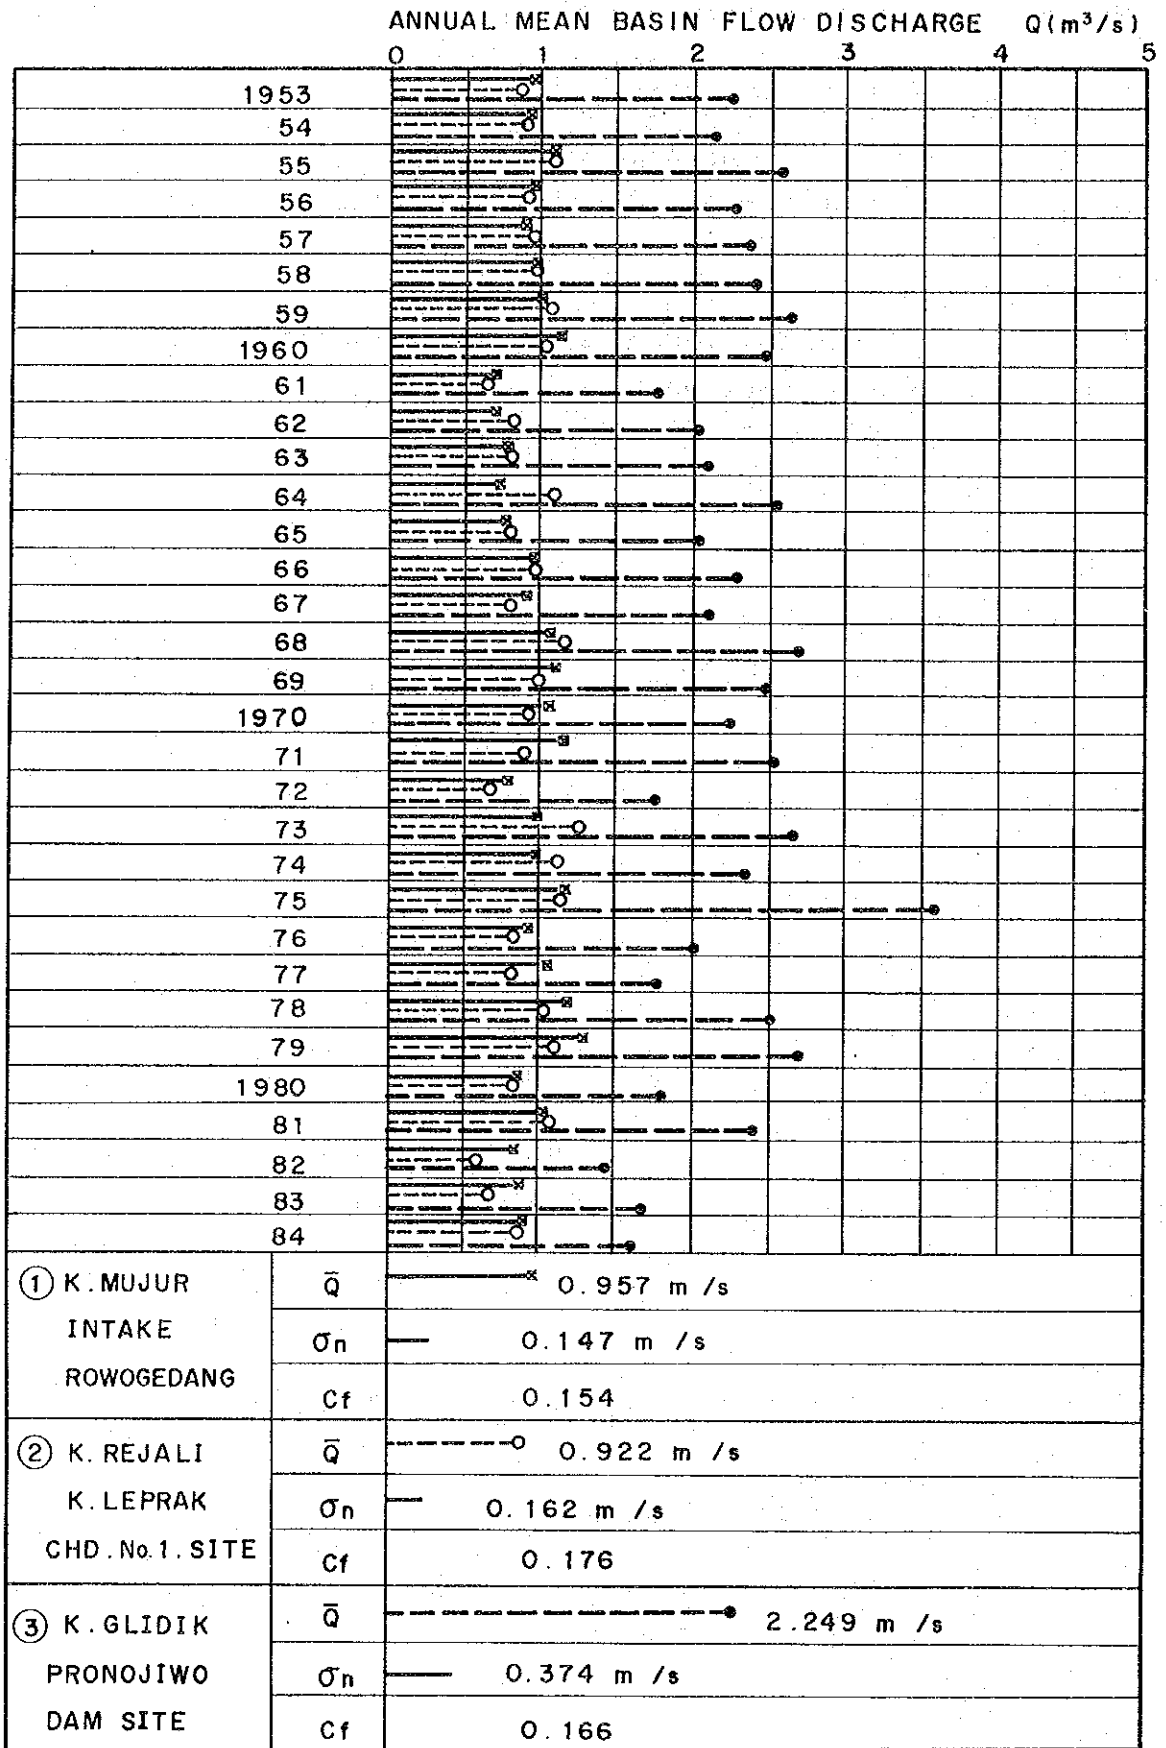 ANNUAL MEAN BASIN FLOW DISCHARGE Q(m³/s)
0 1 2 3 4 5
1953
54
55
56
57
58
59
1960
61
62
63
64
65
66
67
68
69
1970
71
72
73
74
75
76
77
78
79
1980
81
82
83
84
① K.MUJUR
INTAKE
ROWOGEDANG
Q̄ 0.957 m /s
σn 0.147 m /s
Cf 0.154
② K. REJALI
K. LEPRAK
CHD. No.1. SITE
Q̄ 0.922 m /s
σn 0.162 m /s
Cf 0.176
③ K. GLIDIK
PRONOJIWO
DAM SITE
Q̄ 2.249 m /s
σn 0.374 m /s
Cf 0.166